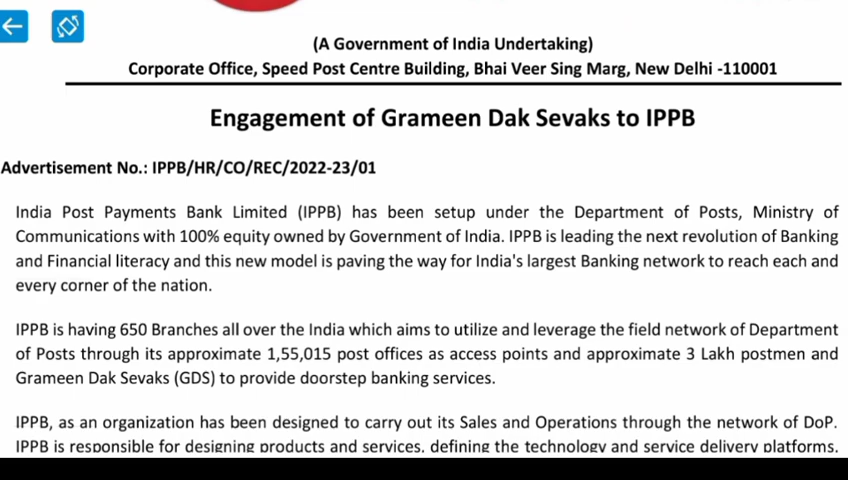 (A Government of India Undertaking)
Corporate Office, Speed Post Centre Building, Bhai Veer Sing Marg, New Delhi -110001
Engagement of Grameen Dak Sevaks to IPPB
Advertisement No.: IPPB/HR/CO/REC/2022-23/01
India Post Payments Bank Limited (IPPB) has been setup under the Department of Posts, Ministry of
Communications with 100% equity owned by Government of India. IPPB is leading the next revolution of Banking
and Financial literacy and this new model is paving the way for India's largest Banking network to reach each and
every corner of the nation.
IPPB is having 650 Branches all over the India which aims to utilize and leverage the field network of Department
of Posts through its approximate 1,55,015 post offices as access points and approximate 3 Lakh postmen and
Grameen Dak Sevaks (GDS) to provide doorstep banking services.
IPPB, as an organization has been designed to carry out its Sales and Operations through the network of DoP.
IPPB is responsible for designing products and services, defining the technology and service delivery platforms,